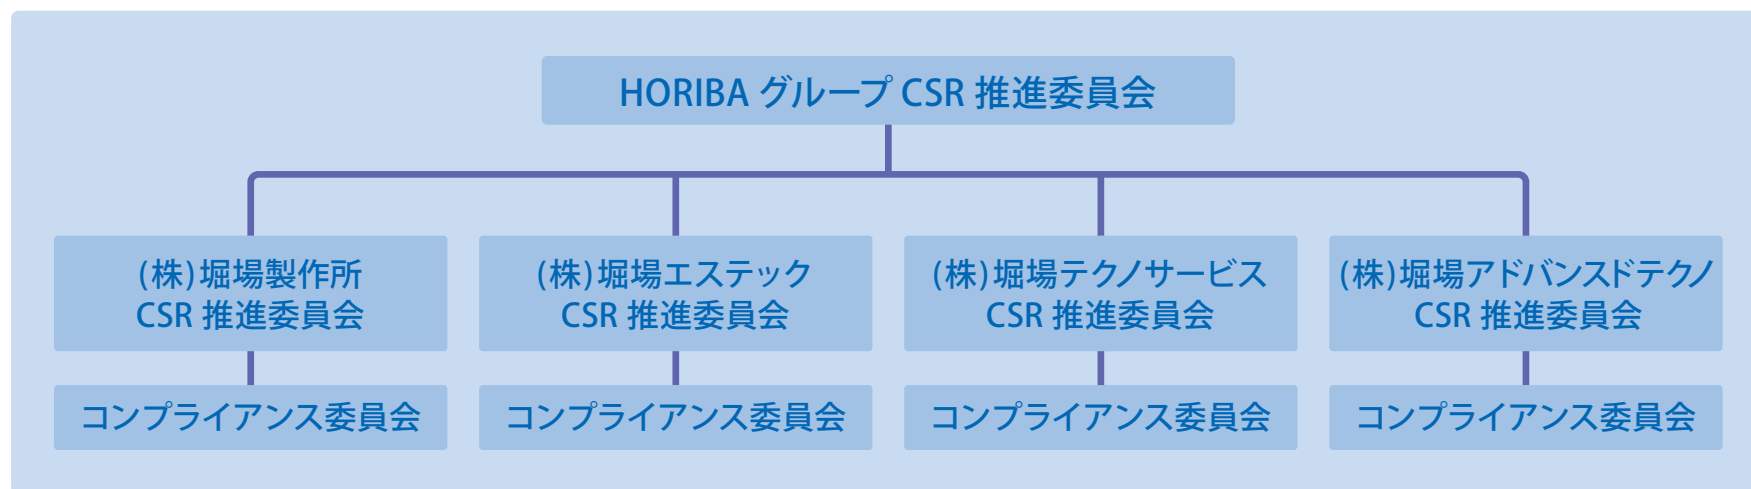 HORIBA グループ CSR 推進委員会
(株)堀場製作所
CSR 推進委員会
(株)堀場エステック
CSR 推進委員会
(株)堀場テクノサービス
CSR 推進委員会
(株)堀場アドバンスドテクノ
CSR 推進委員会
コンプライアンス委員会
コンプライアンス委員会
コンプライアンス委員会
コンプライアンス委員会